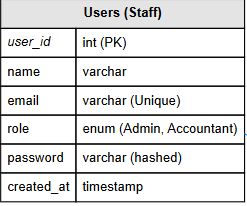 Users (Staff)
user_id int (PK)
name varchar
email varchar (Unique)
role enum (Admin, Accountant)
password varchar (hashed)
created_at timestamp